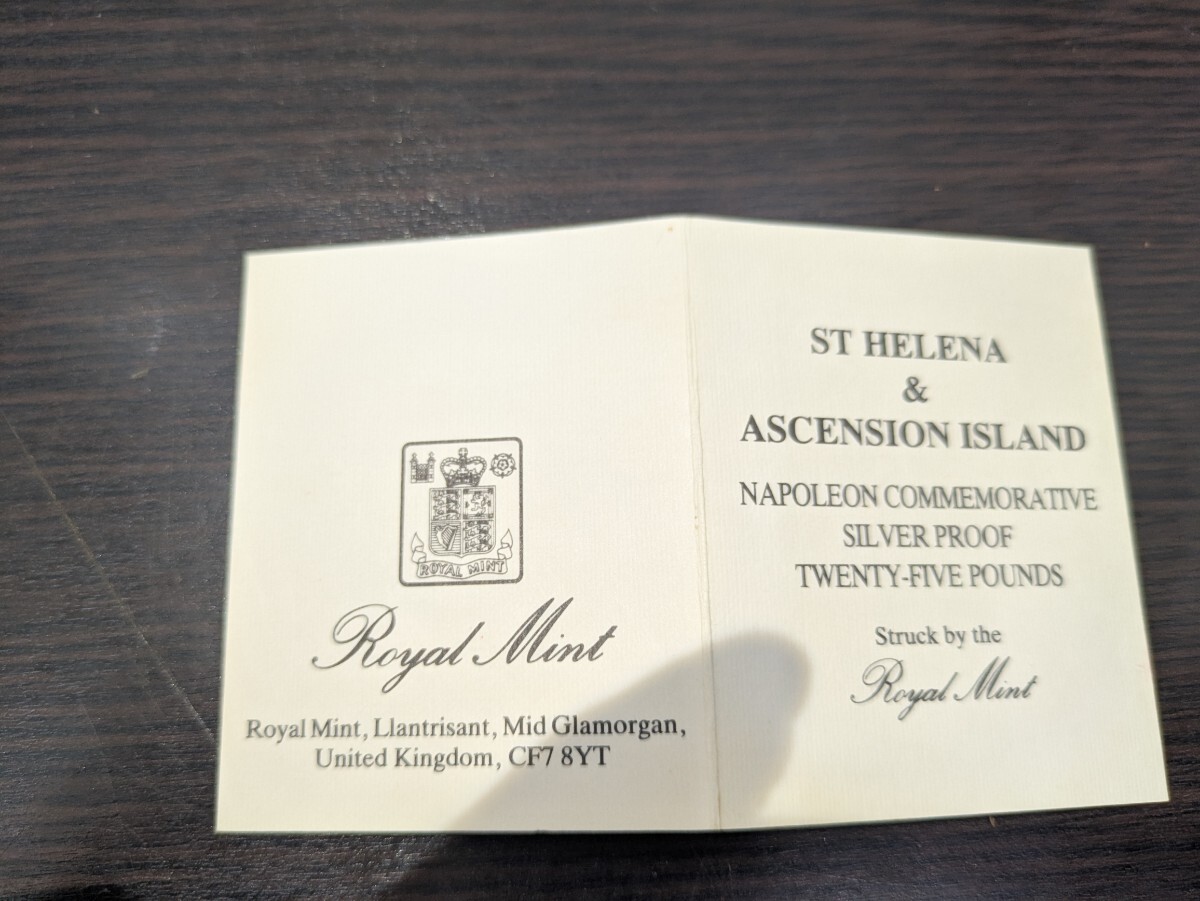 ROYAL MINT
Royal Mint
Royal Mint, Llantrisant, Mid Glamorgan,
United Kingdom, CF7 8YT
ST HELENA
&
ASCENSION ISLAND
NAPOLEON COMMEMORATIVE
SILVER PROOF
TWENTY-FIVE POUNDS
Struck by the
Royal Mint